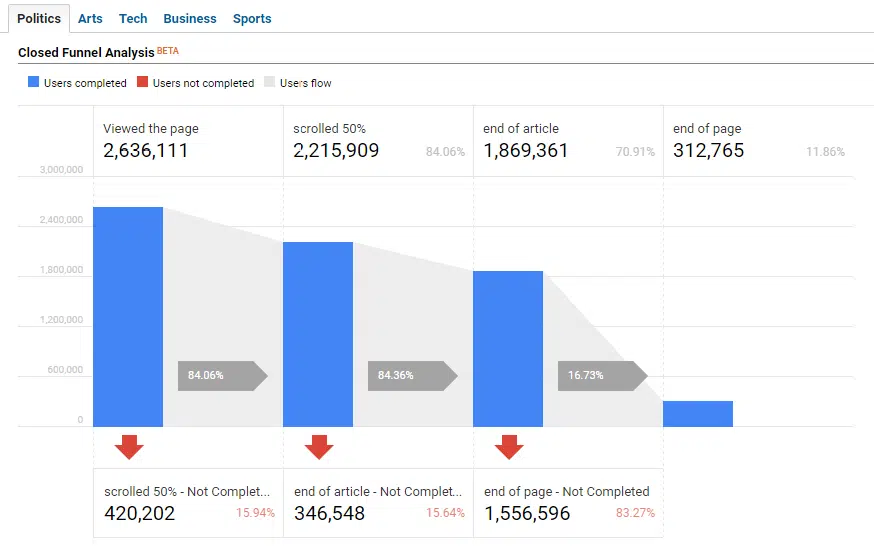 Politics Arts Tech Business Sports
Closed Funnel Analysis BETA
Users completed Users not completed Users flow
Viewed the page scrolled 50% end of article end of page
2,636,111 2,215,909 84.06% 1,869,361 70.91% 312,765 11.86%
3,000,000
2,400,000
1,800,000
1,200,000
600,000
84.06% 84.36% 16.73%
0
scrolled 50% - Not Complet... end of article - Not Complet... end of page - Not Completed
420,202 15.94% 346,548 15.64% 1,556,596 83.27%